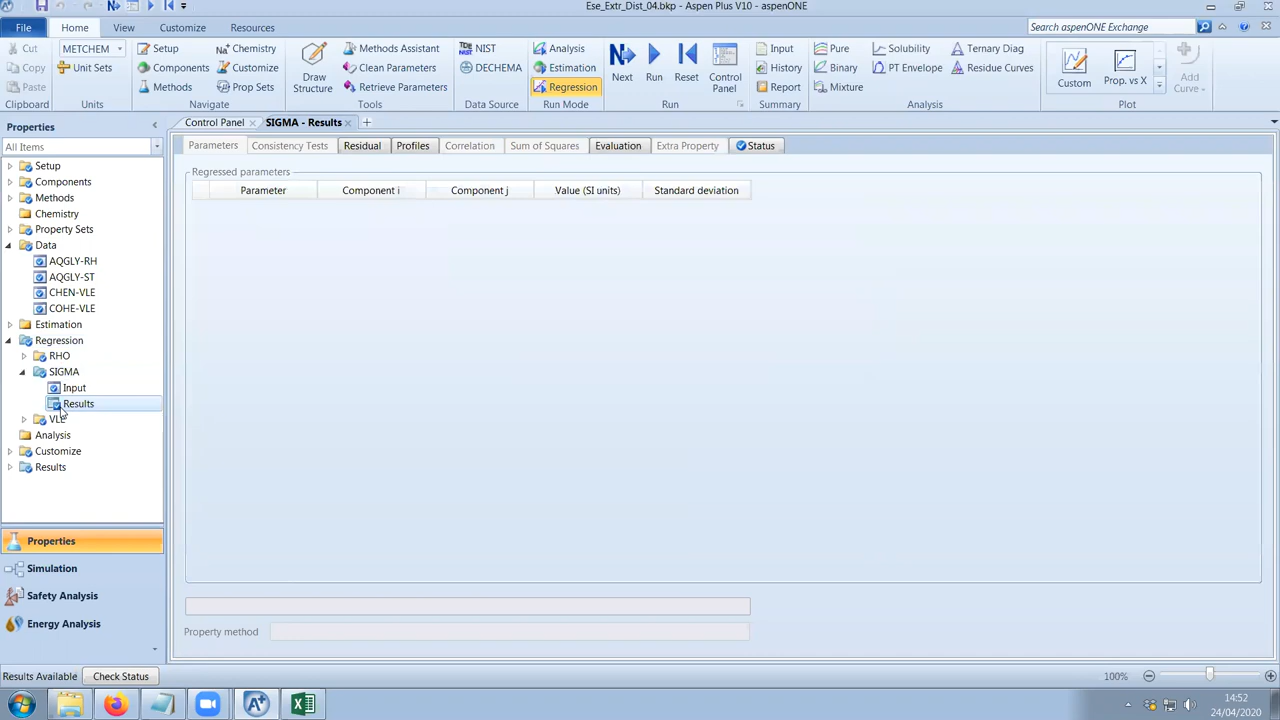 Ese_Extr_Dist_04.bkp - Aspen Plus V10 - aspenONE
File Home View Customize Resources Search aspenONE Exchange
Cut METCHEM Setup Chemistry Methods Assistant NIST Analysis Input Pure Solubility Ternary Diag
Copy Unit Sets Components Customize Clean Parameters DECHEMA Estimation History Binary PT Envelope Residue Curves
Paste Methods Prop Sets Draw Structure Retrieve Parameters Regression Next Run Reset Control Panel Report Mixture Custom Prop. vs X Add Curve
Clipboard Units Navigate Tools Data Source Run Mode Run Summary Analysis Plot
Properties
All Items
Setup
Components
Methods
Chemistry
Property Sets
Data
AQGLY-RH
AQGLY-ST
CHEN-VLE
COHE-VLE
Estimation
Regression
RHO
SIGMA
Input
Results
VLE
Analysis
Customize
Results
Properties
Simulation
Safety Analysis
Energy Analysis
Control Panel SIGMA - Results
Parameters Consistency Tests Residual Profiles Correlation Sum of Squares Evaluation Extra Property Status
Regressed parameters
Parameter Component i Component j Value (SI units) Standard deviation
Property method
Results Available Check Status 100%
14:52
24/04/2020